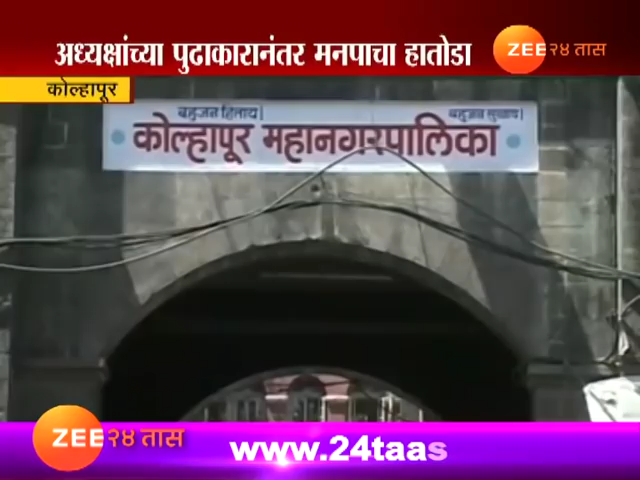 अध्यक्षांच्या पुढाकारानंतर मनपाचा हातोडा
ZEE २४ तास
कोल्हापूर
बहुजन हिताय। बहुजन सुखाय।
कोल्हापूर महानगरपालिका
ZEE २४ तास
www.24taas